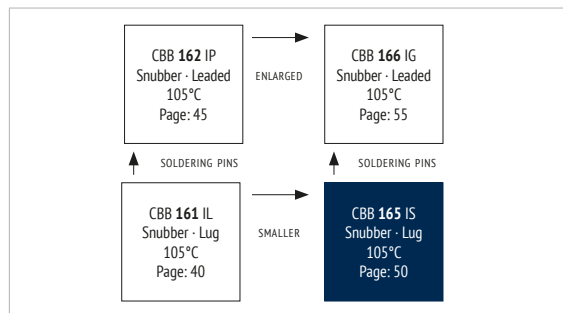 CBB 162 IP
Snubber · Leaded
105°C
Page: 45
ENLARGED
CBB 166 IG
Snubber · Leaded
105°C
Page: 55
SOLDERING PINS
SOLDERING PINS
CBB 161 IL
Snubber · Lug
105°C
Page: 40
SMALLER
CBB 165 IS
Snubber · Lug
105°C
Page: 50